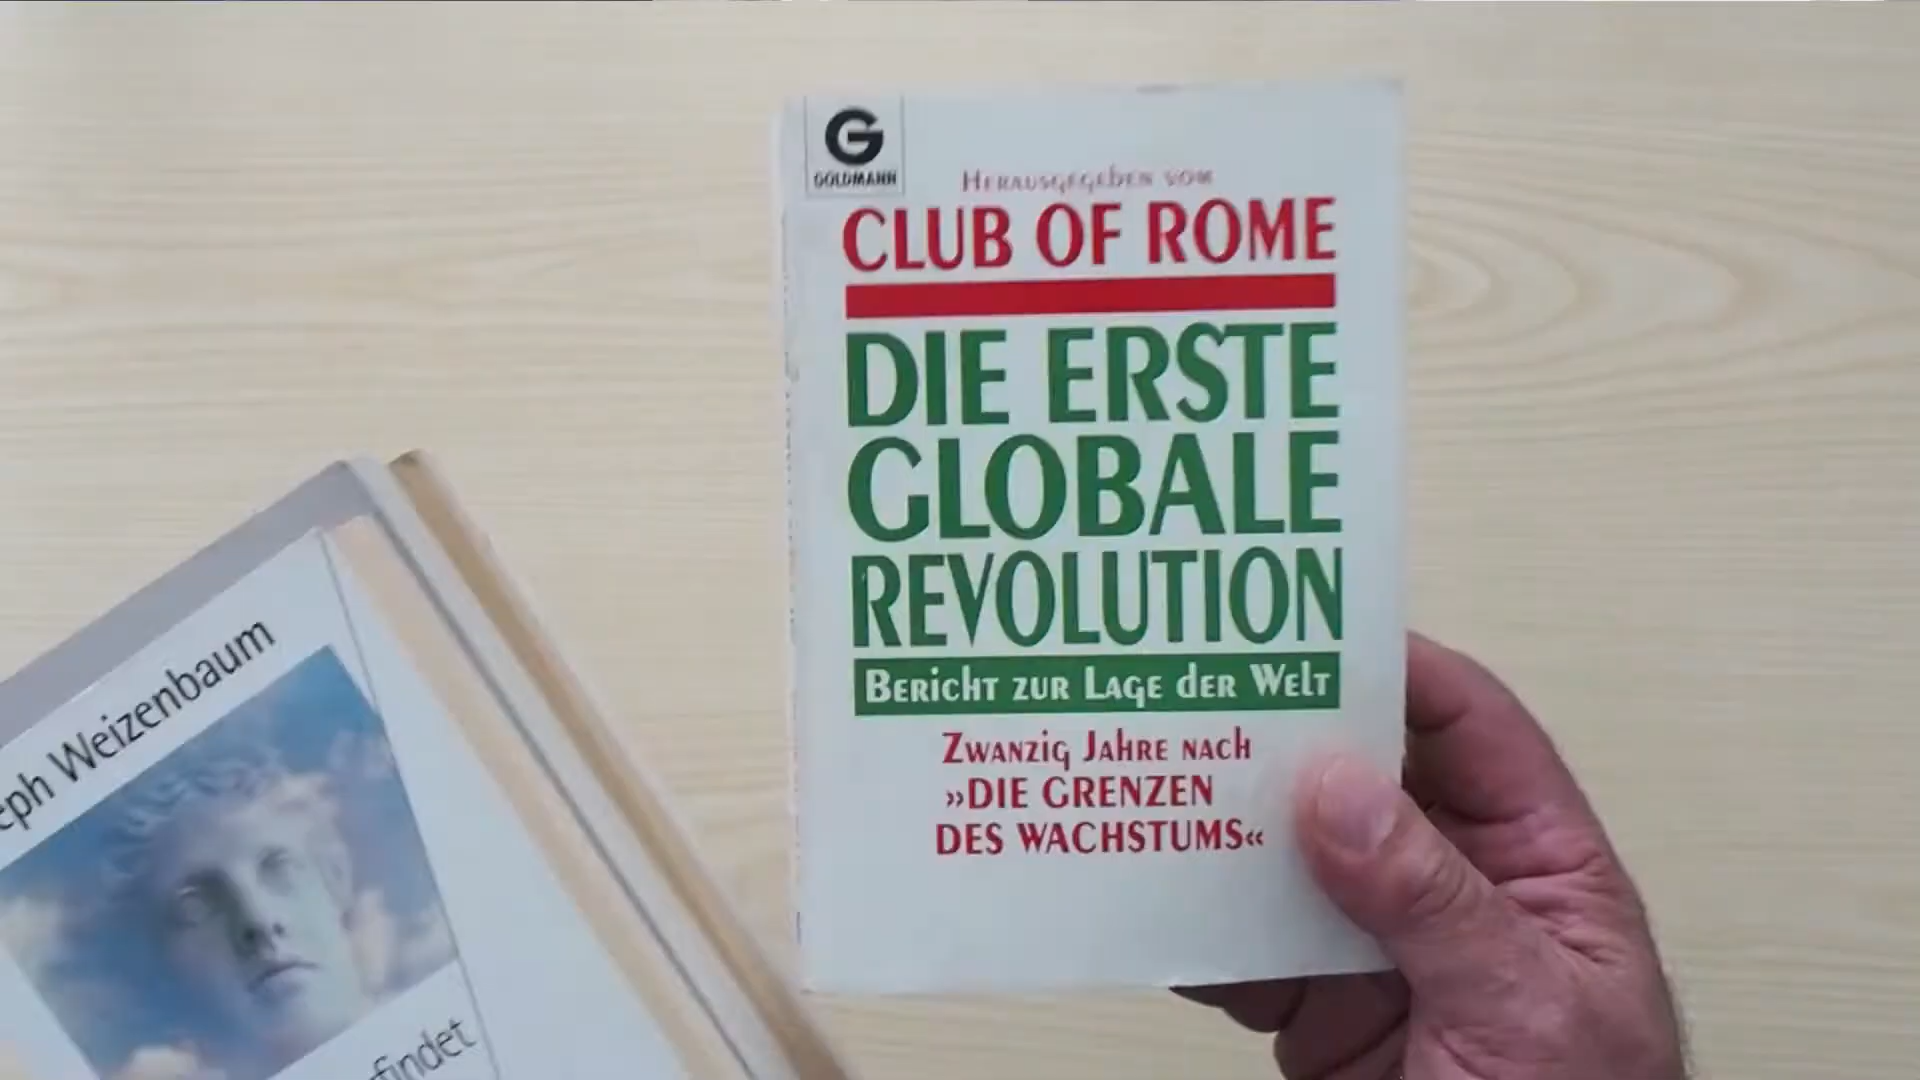 G
GOLDMANN
Herausgegeben vom
CLUB OF ROME
DIE ERSTE
GLOBALE
REVOLUTION
Bericht zur Lage der Welt
Zwanzig Jahre nach
»DIE GRENZEN
DES WACHSTUMS«
eph Weizenbaum
findet